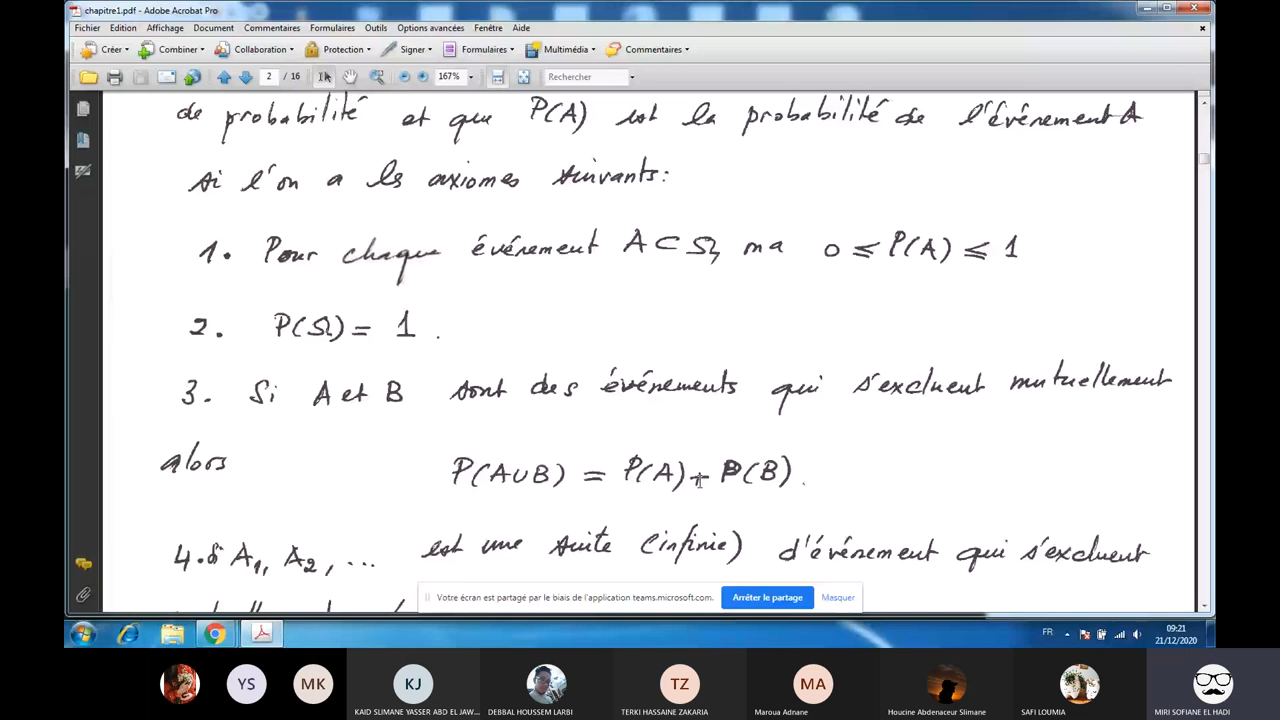 chapitre1.pdf - Adobe Acrobat Pro
Fichier Edition Affichage Document Commentaires Formulaires Outils Options avancées Fenêtre Aide
Créer Combiner Collaboration Protection Signer Formulaires Multimédia Commentaires
2 / 16 167% Rechercher
de probabilité et que P(A) est la probabilité de l'événement A
si l'on a ls axiomes suivants:
1. Pour chaque événement A ⊂ Ω, ma 0 ≤ P(A) ≤ 1
2. P(Ω) = 1.
3. Si A et B sont des événements qui s'excluent mutuellement
alors P(A∪B) = P(A) + P(B).
4. Si A1, A2, ... est une suite (infinie) d'événement qui s'excluent
Votre écran est partagé par le biais de l'application teams.microsoft.com. Arrêter le partage Masquer
FR 09:21
21/12/2020
YS MK KJ TZ MA
KAID SLIMANE YASSER ABD EL JAW... DEBBAL HOUSSEM LARBI TERKI HASSAINE ZAKARIA Maroua Adnane Houcine Abdenaceur Slimane SAFI LOUMIA MIRI SOFIANE EL HADI